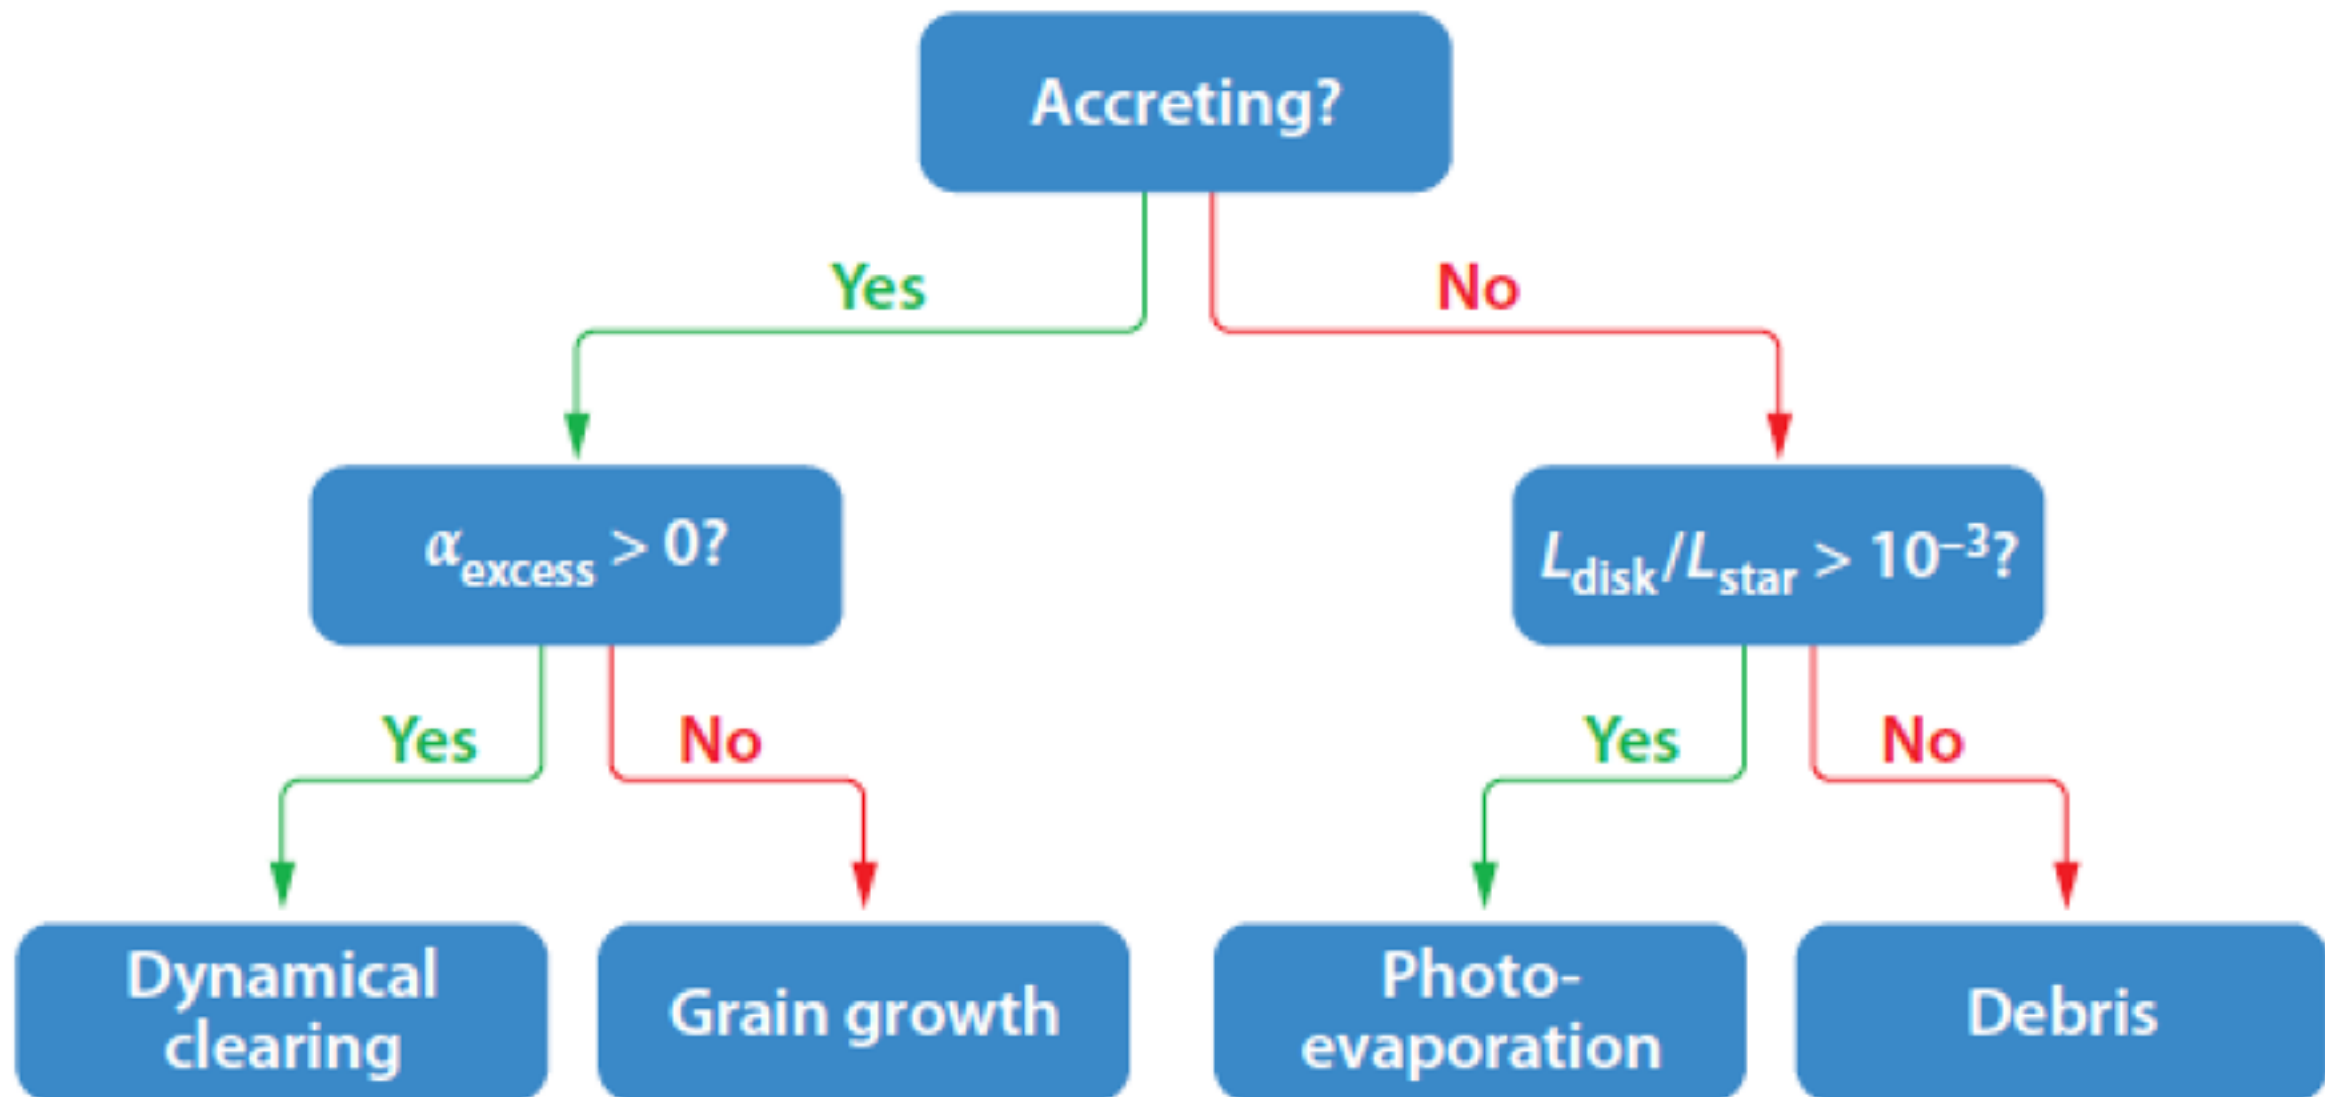 Accreting?
Yes
No
αexcess > 0?
Ldisk/Lstar > 10–3?
Yes
No
Yes
No
Dynamical
clearing
Grain growth
Photo-
evaporation
Debris